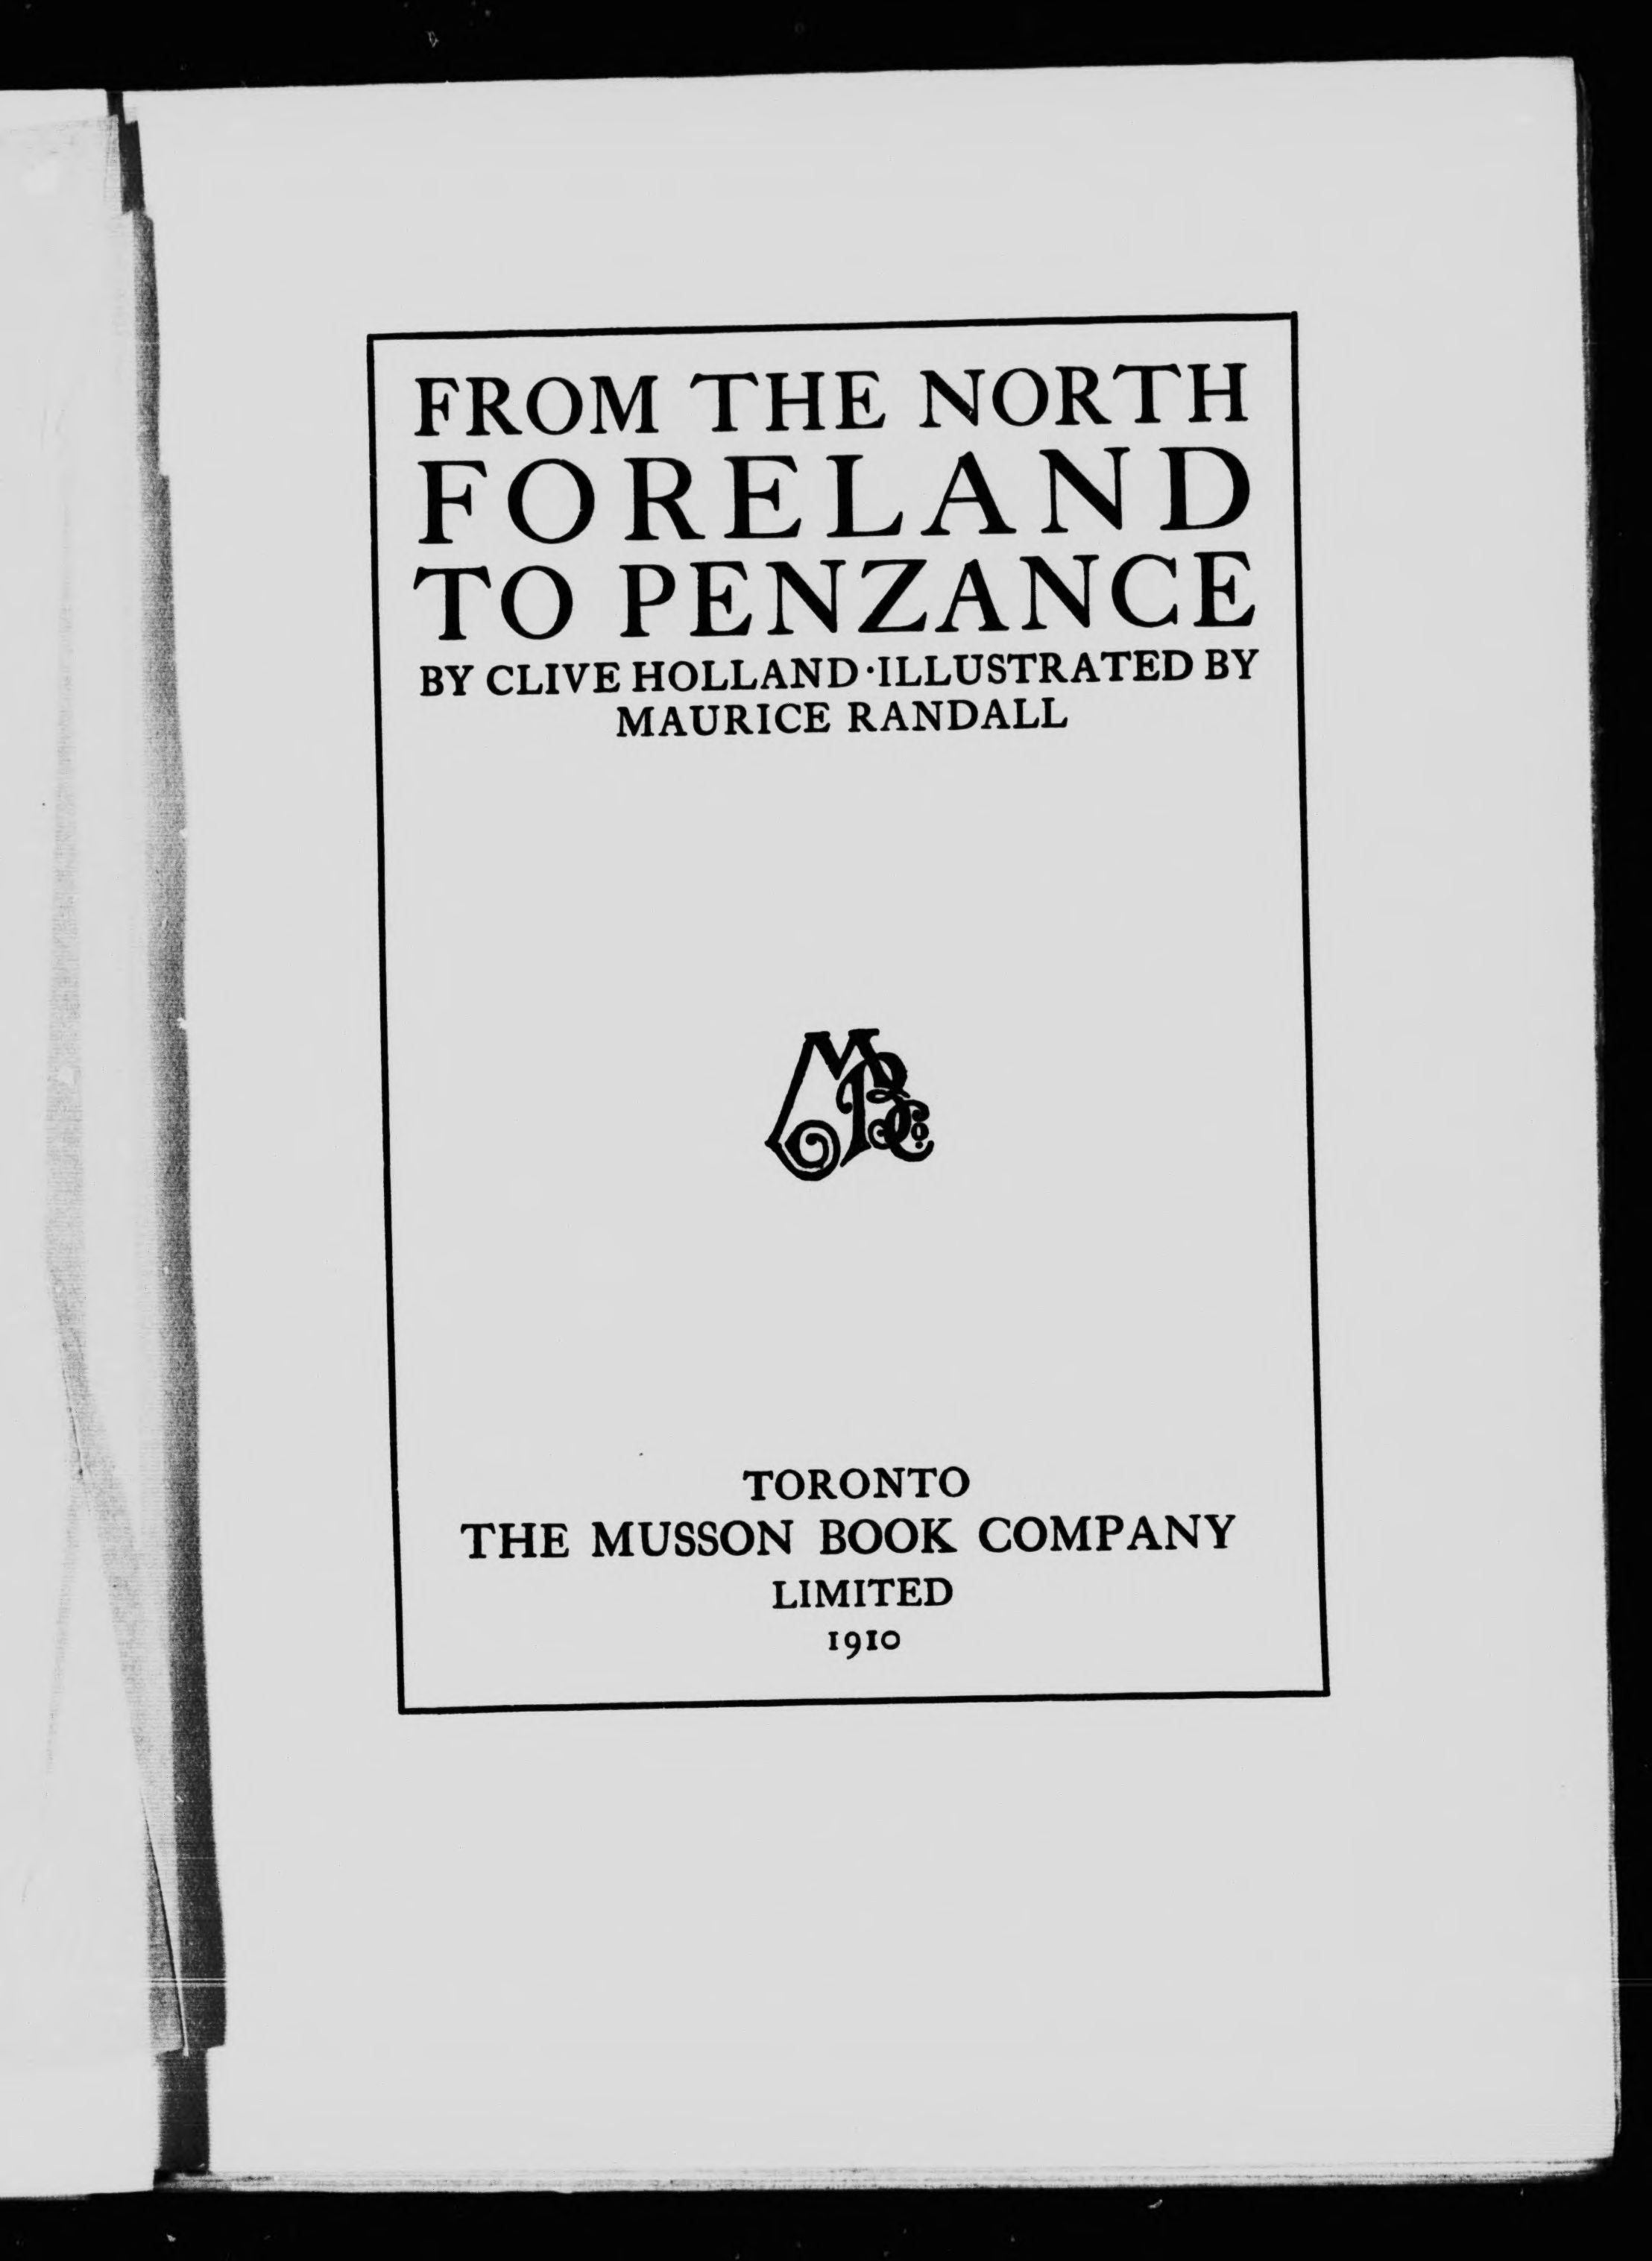 FROM THE NORTH
FORELAND
TO PENZANCE
BY CLIVE HOLLAND·ILLUSTRATED BY
MAURICE RANDALL
MBCo
TORONTO
THE MUSSON BOOK COMPANY
LIMITED
1910